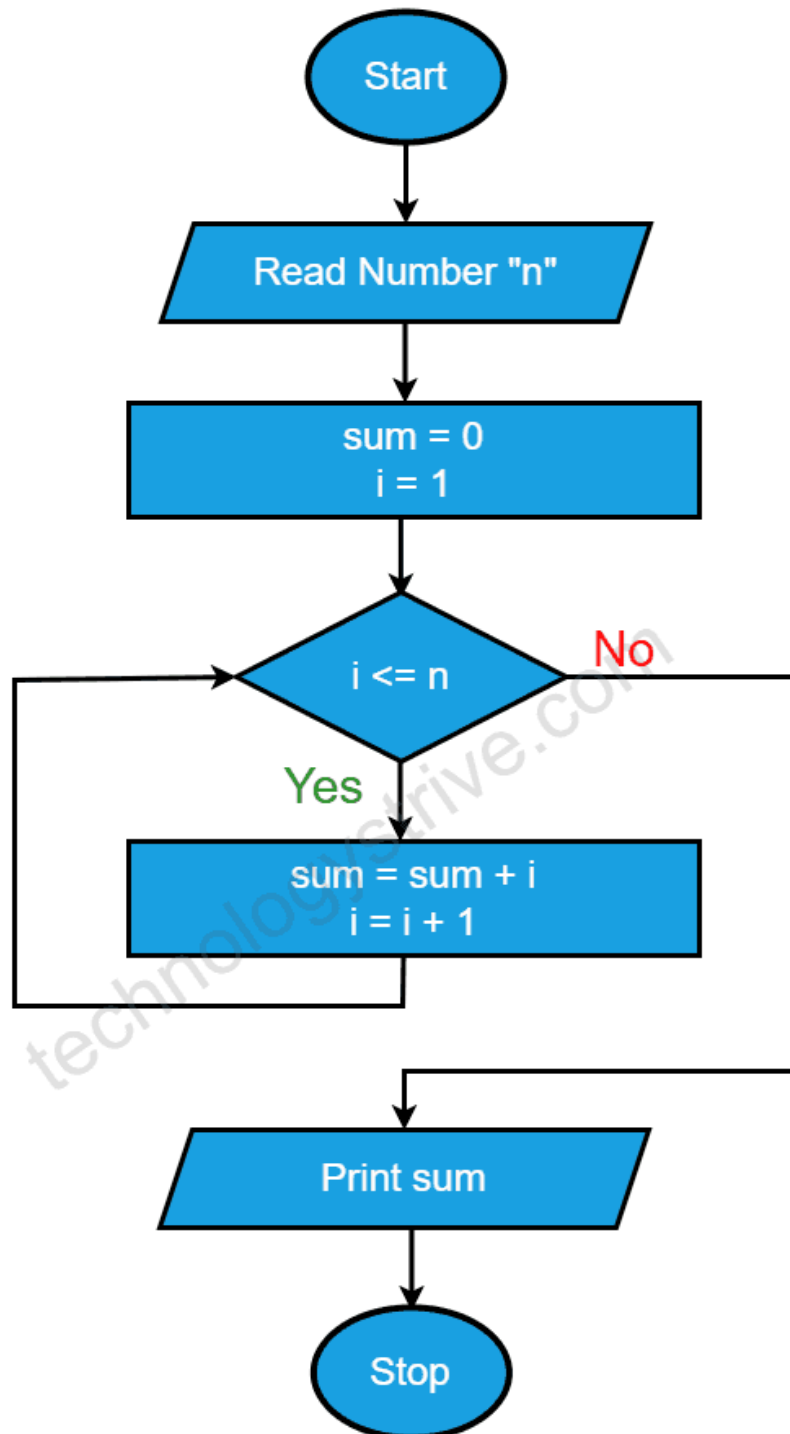 Start
Read Number "n"
sum = 0
i = 1
i <= n
No
Yes
sum = sum + i
i = i + 1
technologystrive.com
Print sum
Stop